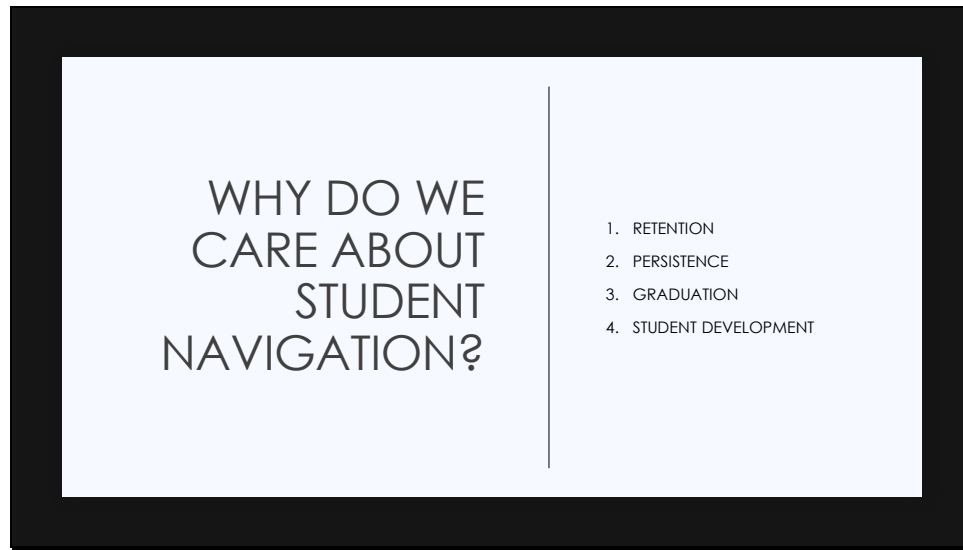 WHY DO WE
CARE ABOUT
STUDENT
NAVIGATION?
1. RETENTION
2. PERSISTENCE
3. GRADUATION
4. STUDENT DEVELOPMENT